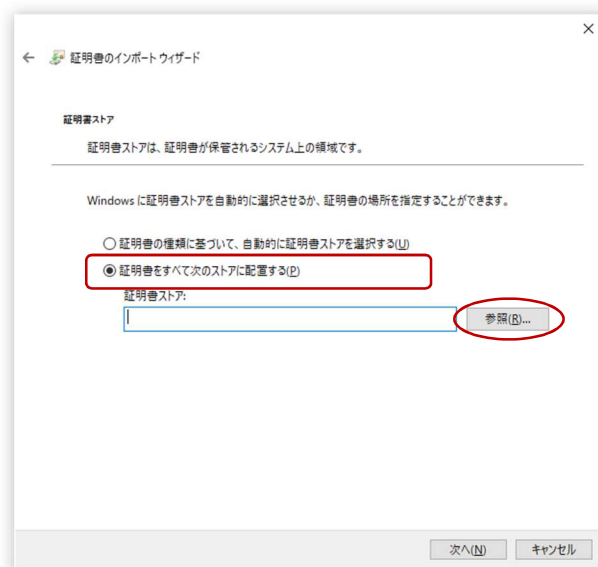 証明書のインポート ウィザード
証明書ストア
証明書ストアは、証明書が保管されるシステム上の領域です。
Windows に証明書ストアを自動的に選択させるか、証明書の場所を指定することができます。
証明書の種類に基づいて、自動的に証明書ストアを選択する(U)
証明書をすべて次のストアに配置する(P)
証明書ストア:
参照(R)...
次へ(N) キャンセル